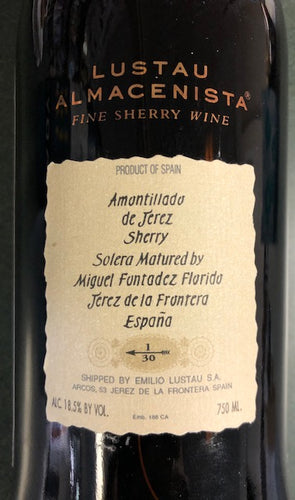 LUSTAU
ALMACENISTA®
FINE SHERRY WINE
PRODUCT OF SPAIN
Amontillado
de Jerez
Sherry
Solera Matured by
Miguel Fontadez Florido
Jerez de la Frontera
España
1
30
SHIPPED BY EMILIO LUSTAU S.A.
ARCOS, 53 JEREZ DE LA FRONTERA SPAIN
ALC. 18.5% BY VOL.
750 ML.
Emb. 166 CA